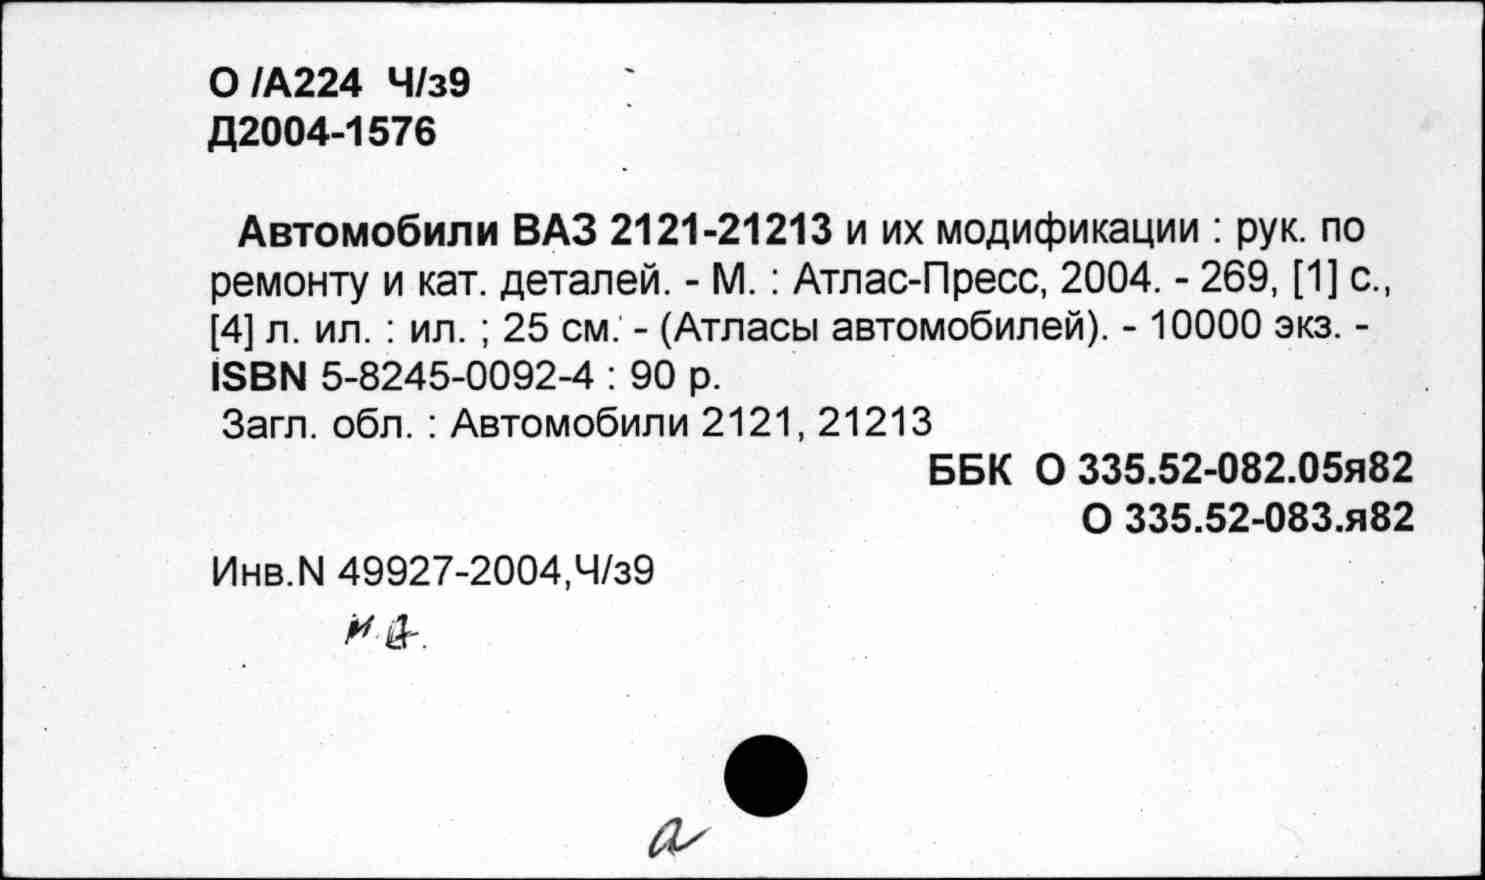 О /А224 Ч/з9
Д2004-1576
Автомобили ВАЗ 2121-21213 и их модификации : рук. по
ремонту и кат. деталей. - М. : Атлас-Пресс, 2004. - 269, [1] с.,
[4] л. ил. : ил. ; 25 см. - (Атласы автомобилей). - 10000 экз. -
ISBN 5-8245-0092-4 : 90 р.
Загл. обл. : Автомобили 2121, 21213
ББК О 335.52-082.05я82
О 335.52-083.я82
Инв.N 49927-2004,Ч/з9
а